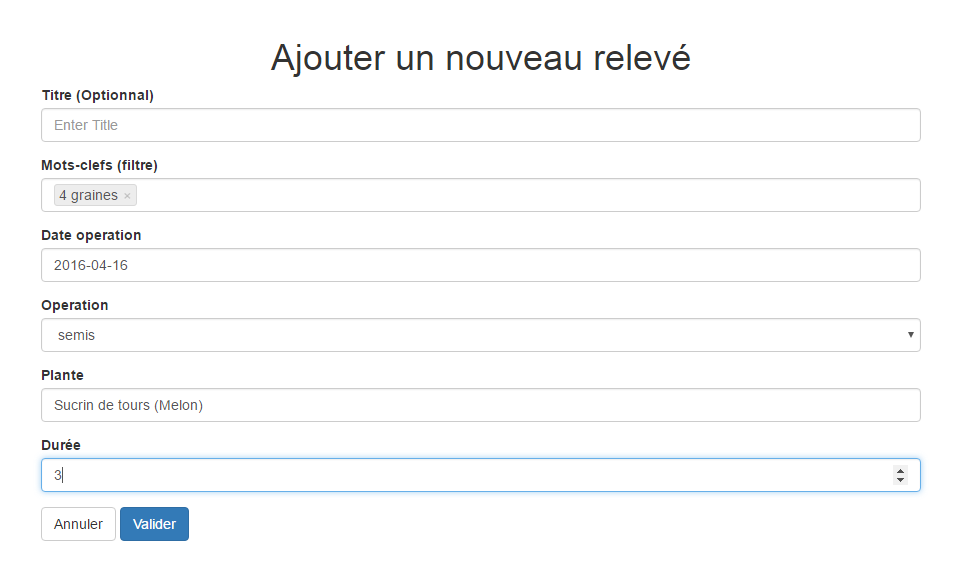 Ajouter un nouveau relevé
Titre (Optionnal)
Enter Title
Mots-clefs (filtre)
4 graines ×
Date operation
2016-04-16
Operation
semis
Plante
Sucrin de tours (Melon)
Durée
3
Annuler Valider